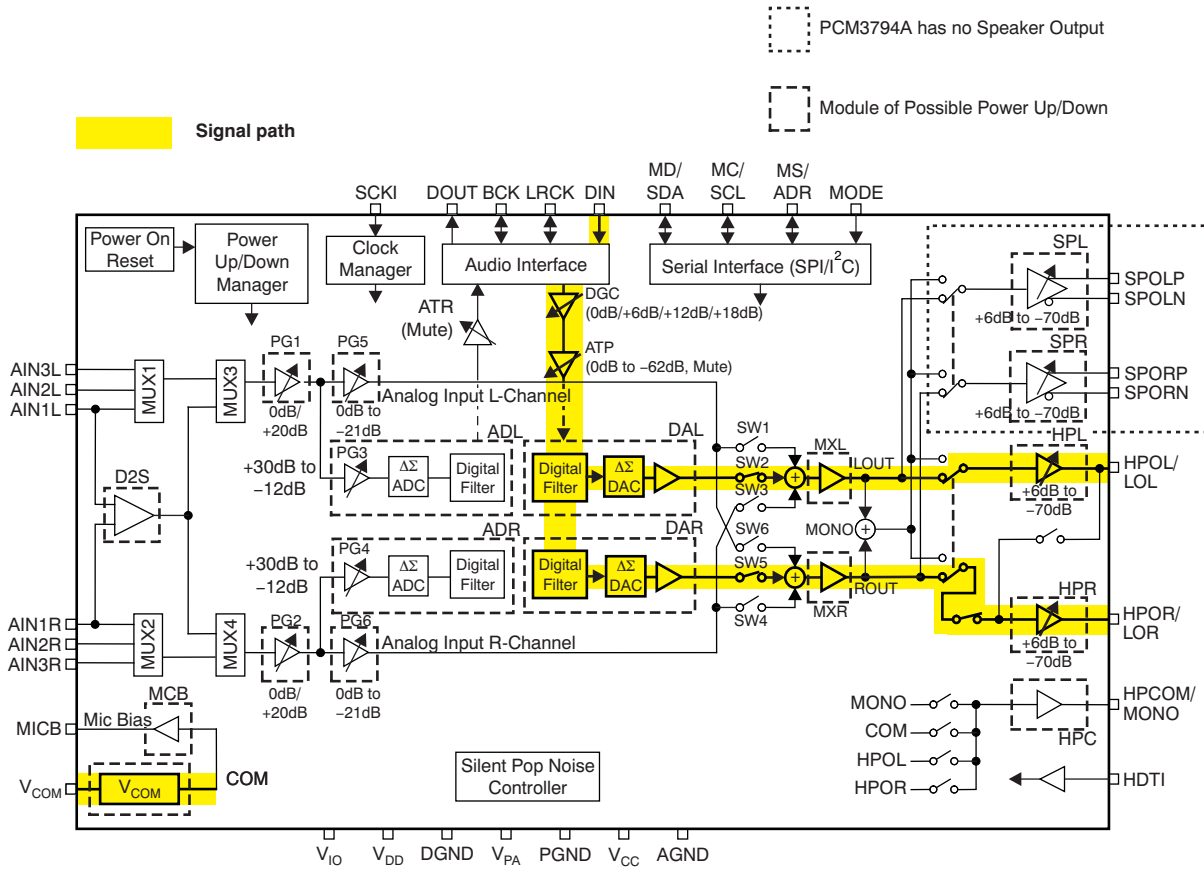 PCM3794A has no Speaker Output
Module of Possible Power Up/Down
Signal path
SCKI
DOUT
BCK
LRCK
DIN
MD/
SDA
MC/
SCL
MS/
ADR
MODE
Power On
Reset
Power
Up/Down
Manager
Clock
Manager
Audio Interface
Serial Interface (SPI/I²C)
ATR
(Mute)
DGC
(0dB/+6dB/+12dB/+18dB)
ATP
(0dB to −62dB, Mute)
SPL
+6dB to −70dB
SPOLP
SPOLN
SPR
+6dB to −70dB
SPORP
SPORN
AIN3L
AIN2L
AIN1L
MUX1
MUX3
PG1
0dB/
+20dB
PG5
0dB to
−21dB
Analog Input L-Channel
ADL
+30dB to
−12dB
PG3
ΔΣ
ADC
Digital
Filter
DAL
Digital
Filter
ΔΣ
DAC
SW1
SW2
SW3
MXL
LOUT
HPL
+6dB to
−70dB
HPOL/
LOL
D2S
MONO
ADR
+30dB to
−12dB
PG4
ΔΣ
ADC
Digital
Filter
DAR
Digital
Filter
ΔΣ
DAC
SW6
SW5
SW4
MXR
ROUT
HPR
+6dB to
−70dB
HPOR/
LOR
AIN1R
AIN2R
AIN3R
MUX2
MUX4
PG2
0dB/
+20dB
PG6
0dB to
−21dB
Analog Input R-Channel
MICB
Mic Bias
MCB
VCOM
VCOM
COM
Silent Pop Noise
Controller
MONO
COM
HPOL
HPOR
HPC
HPCOM/
MONO
HDTI
VIO
VDD
DGND
VPA
PGND
VCC
AGND